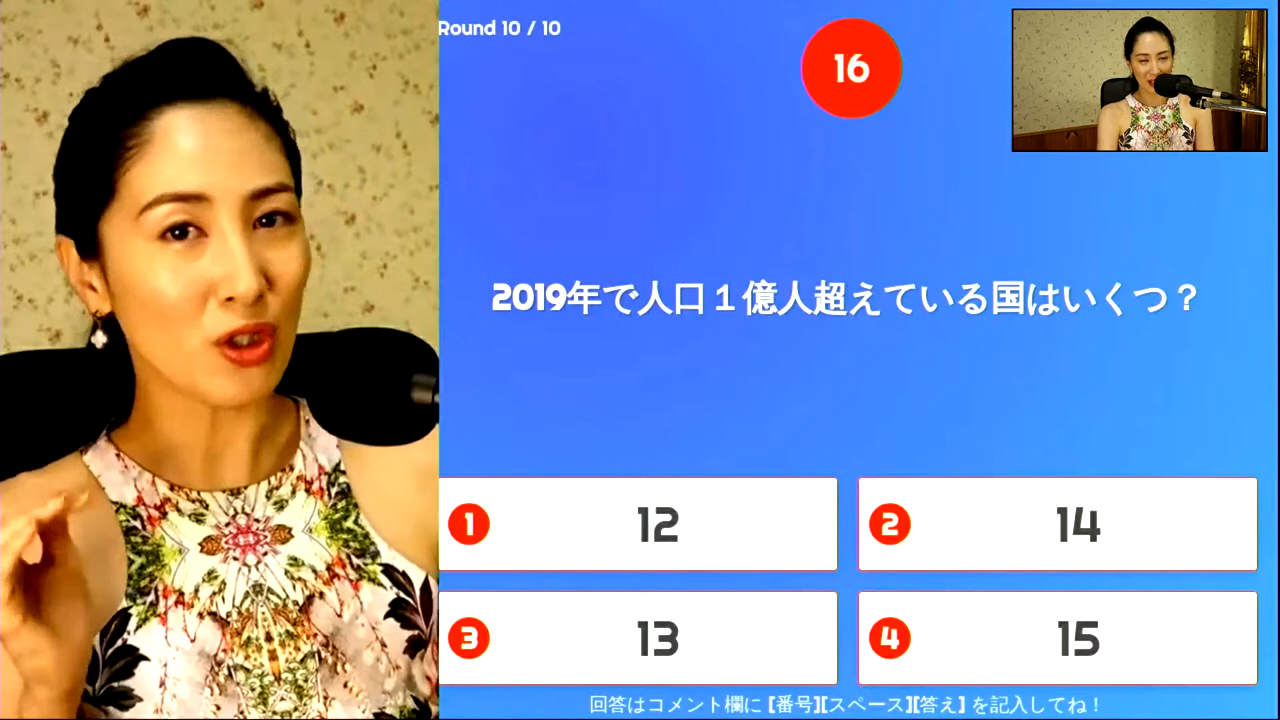 Round 10 / 10
16
2019年で人口１億人超えている国はいくつ？
1 12
2 14
3 13
4 15
回答はコメント欄に [番号][スペース][答え] を記入してね！